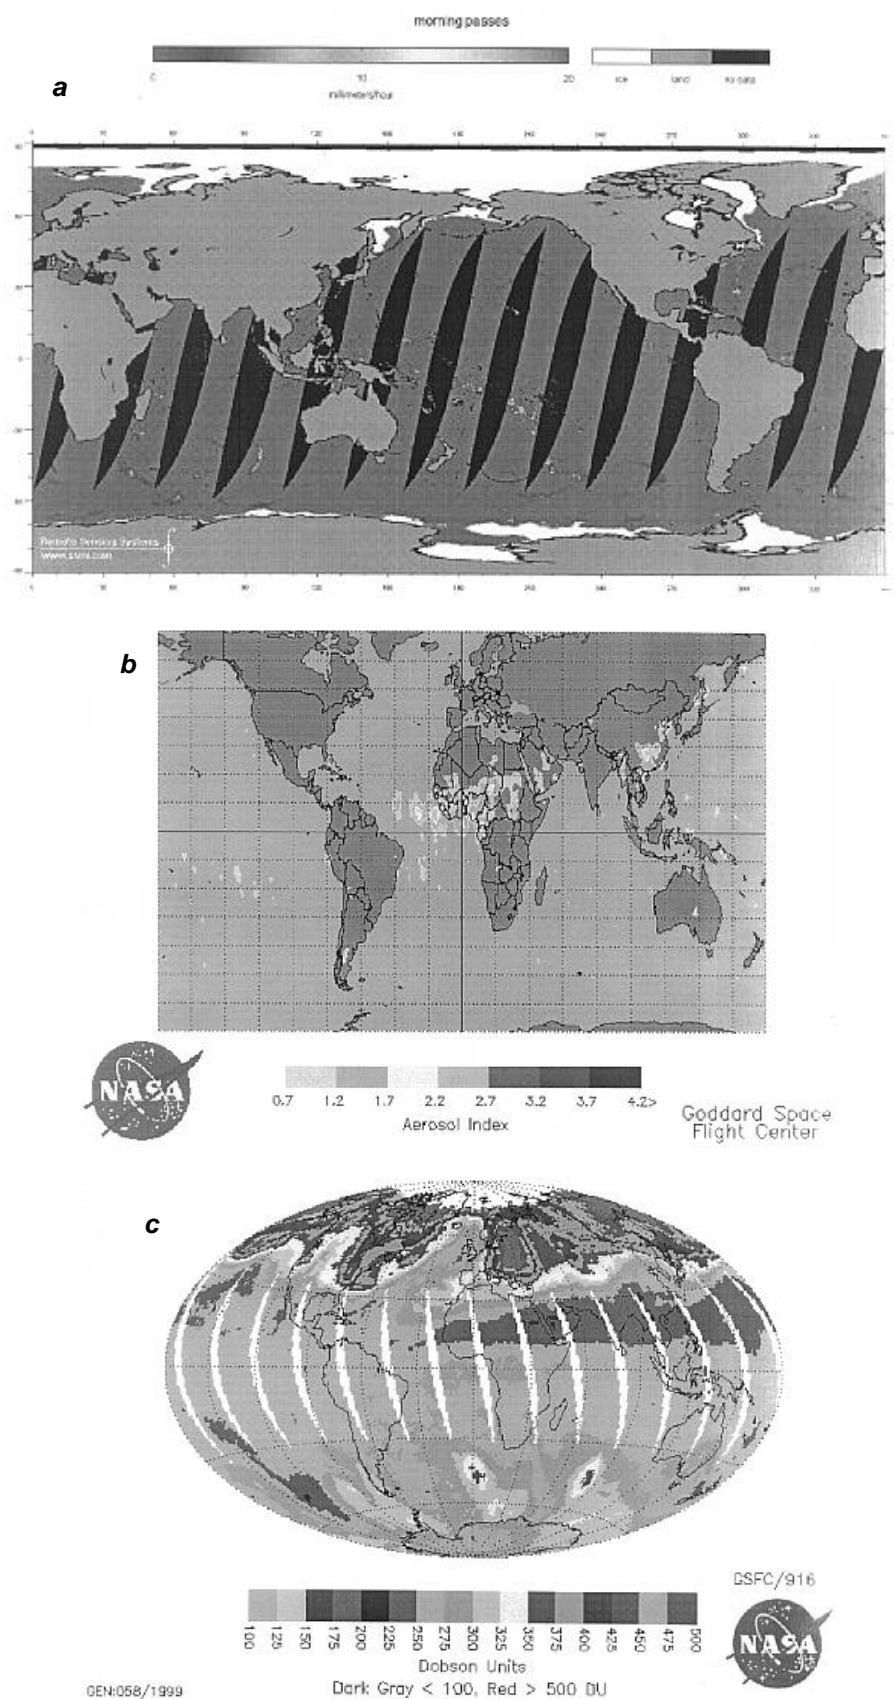 morning passes
a
0 10 20 ice land no data
millimeters/hour
Remote Sensing Systems
www.ssmi.com
b
NASA
0.7 1.2 1.7 2.2 2.7 3.2 3.7 4.2>
Aerosol Index
Goddard Space
Flight Center
c
GSFC/916
100 125 150 175 200 225 250 275 300 325 350 375 400 425 450 475 500
Dobson Units
NASA
GEN:058/1999
Dark Gray < 100, Red > 500 DU